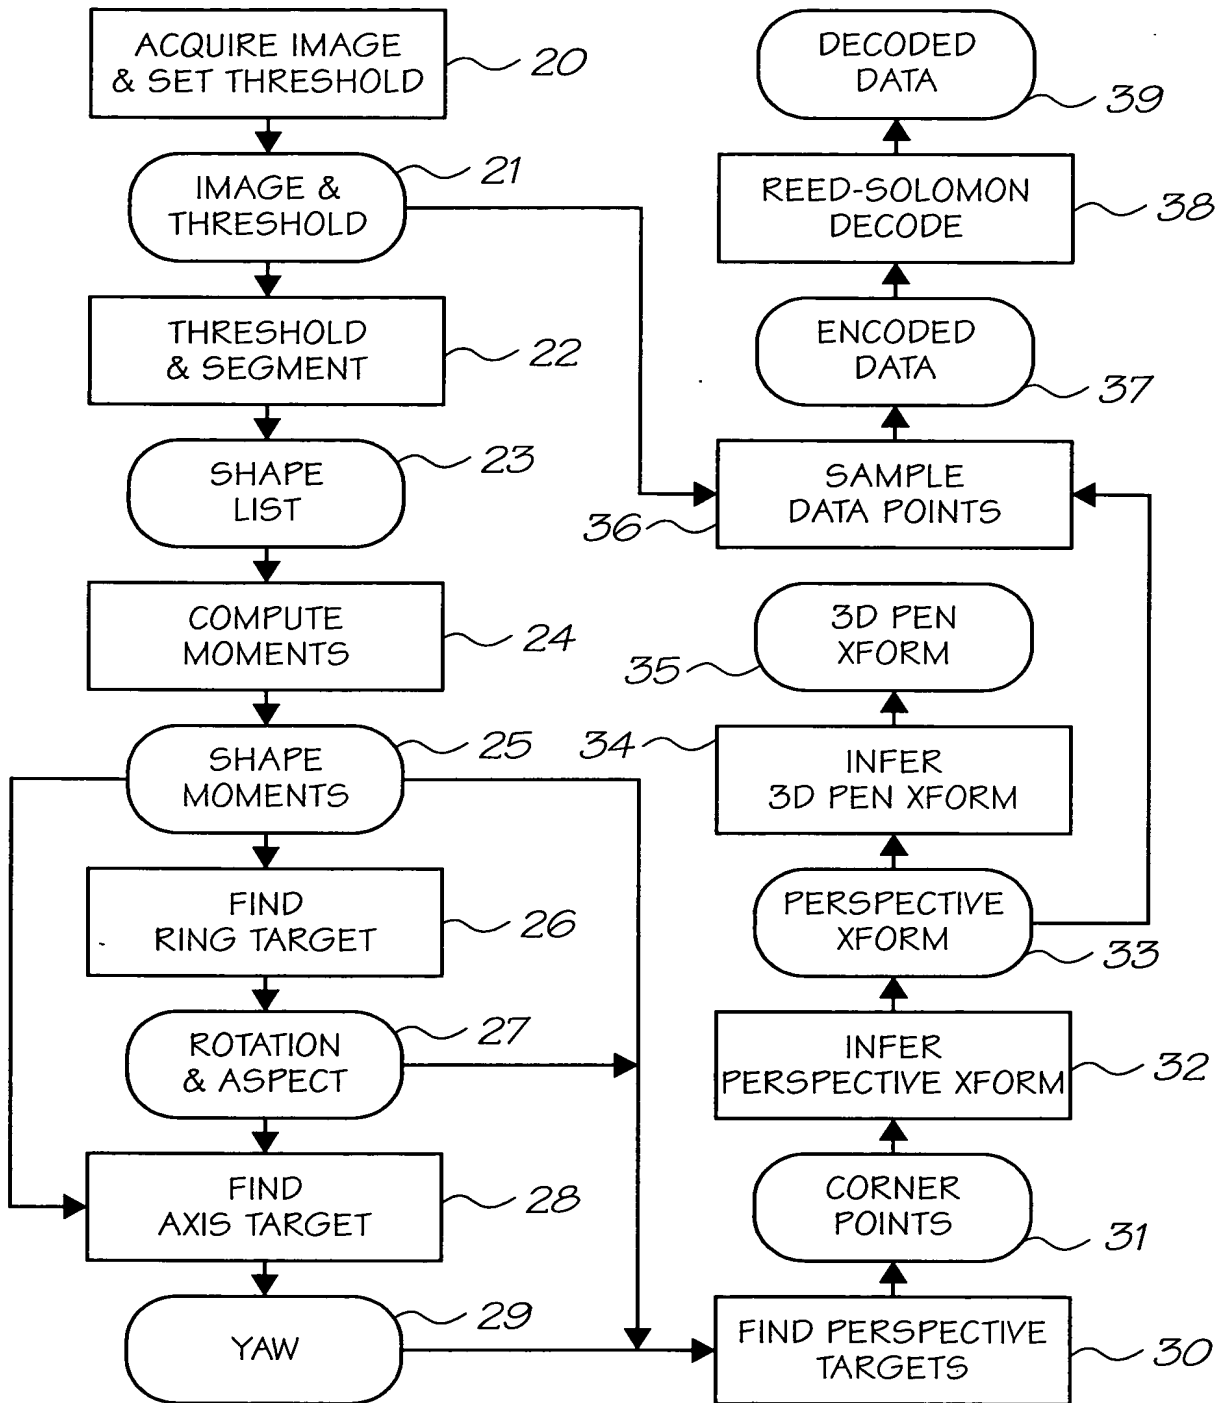 ACQUIRE IMAGE
& SET THRESHOLD
20
IMAGE &
THRESHOLD
21
THRESHOLD
& SEGMENT
22
SHAPE
LIST
23
COMPUTE
MOMENTS
24
SHAPE
MOMENTS
25
FIND
RING TARGET
26
ROTATION
& ASPECT
27
FIND
AXIS TARGET
28
YAW
29
DECODED
DATA
39
REED-SOLOMON
DECODE
38
ENCODED
DATA
37
SAMPLE
DATA POINTS
36
3D PEN
XFORM
35
34
INFER
3D PEN XFORM
PERSPECTIVE
XFORM
33
INFER
PERSPECTIVE XFORM
32
CORNER
POINTS
31
FIND PERSPECTIVE
TARGETS
30